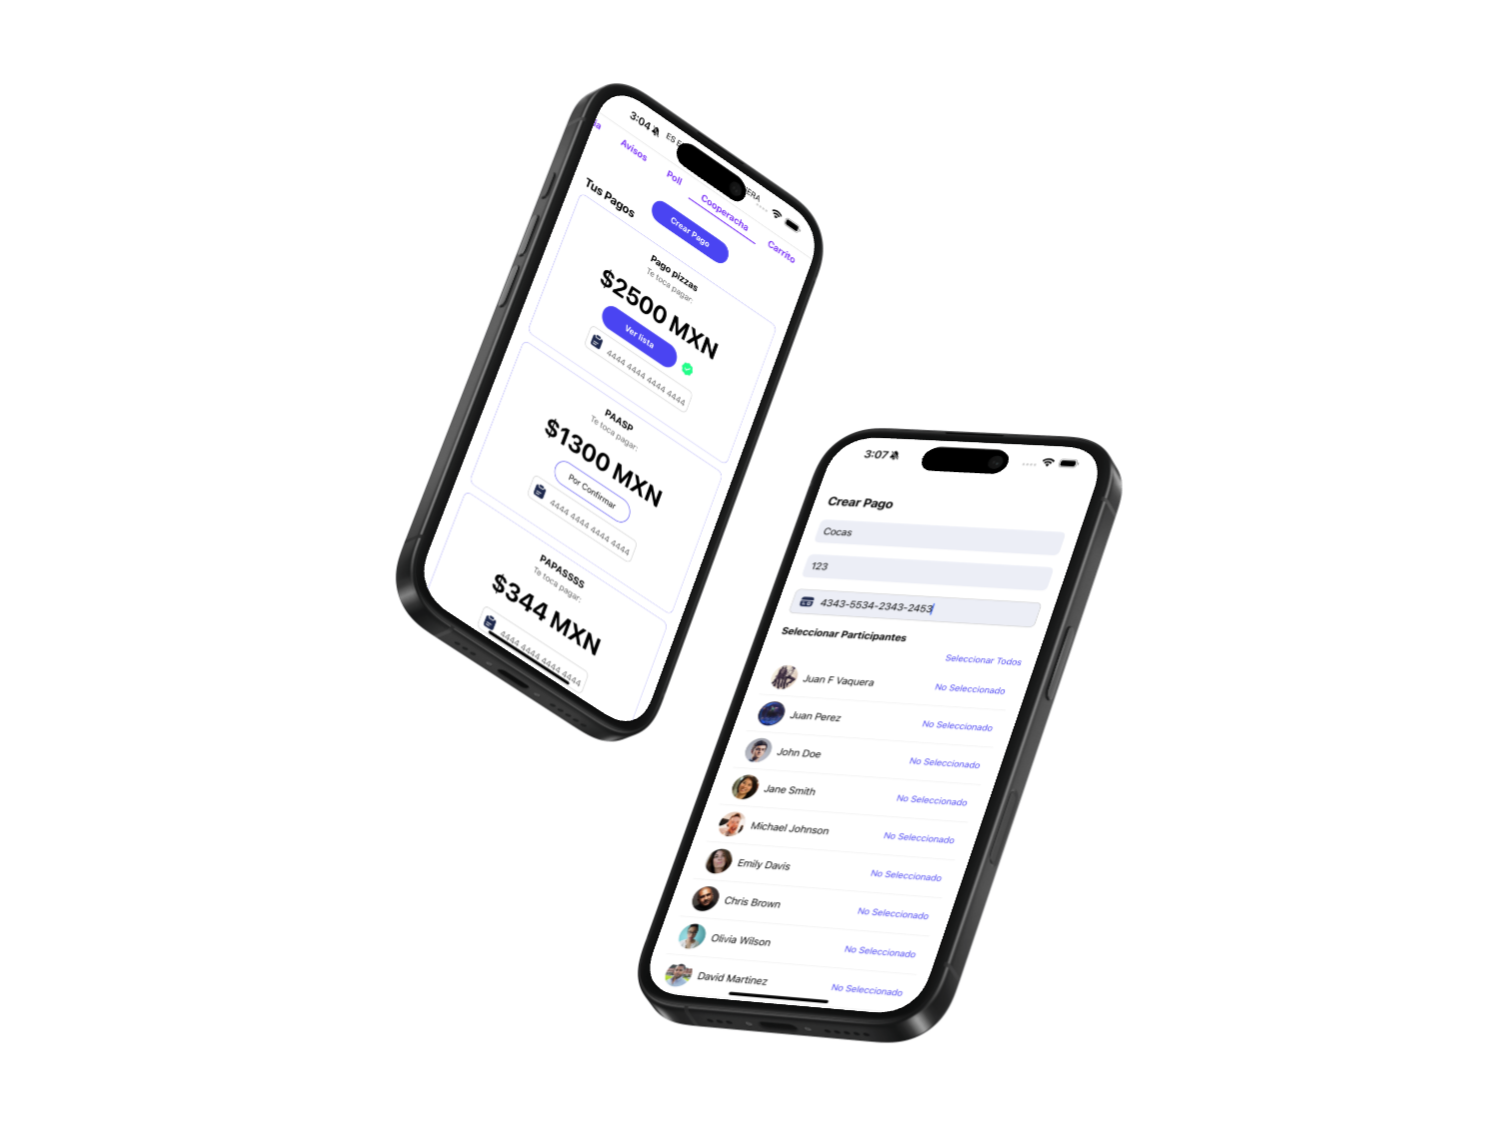 3:04
ES E
ERA
Avisos
Poll
Cooperacha
Carrito
Tus Pagos
Crear Pago
Pago pizzas
Te toca pagar:
$2500 MXN
Ver lista
4444 4444 4444 4444
PAASP
Te toca pagar:
$1300 MXN
Por Confirmar
4444 4444 4444 4444
PAPASSSS
Te toca pagar:
$344 MXN
4444 4444 4444 4444
3:07
Crear Pago
Cocas
123
4343-5534-2343-2453
Seleccionar Participantes
Seleccionar Todos
Juan F Vaquera No Seleccionado
Juan Perez No Seleccionado
John Doe No Seleccionado
Jane Smith No Seleccionado
Michael Johnson No Seleccionado
Emily Davis No Seleccionado
Chris Brown No Seleccionado
Olivia Wilson No Seleccionado
David Martinez No Seleccionado